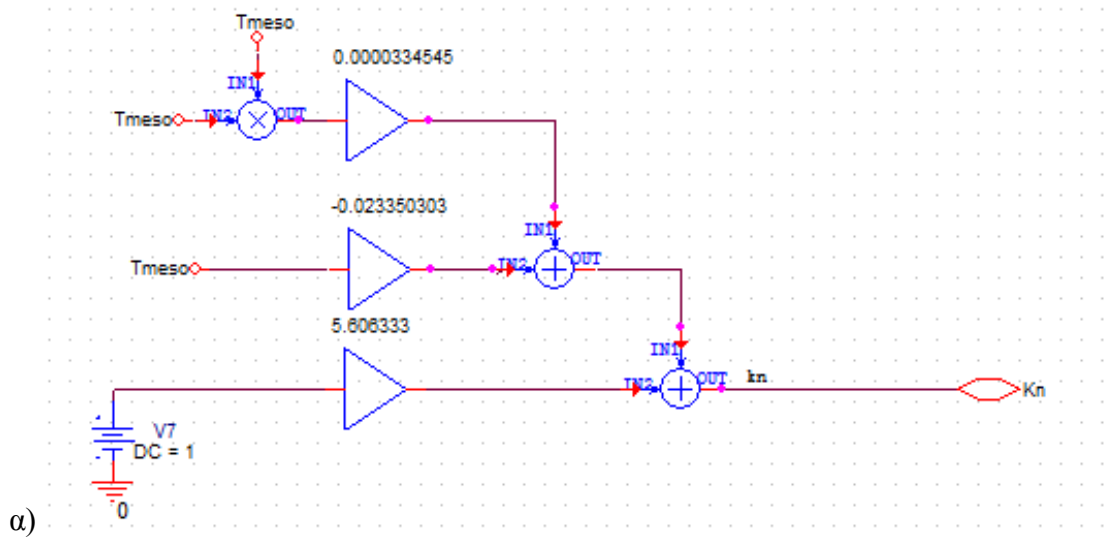 Tmeso
0.0000334545
IN1
Tmeso IN2 OUT
-0.023350303
IN1
Tmeso IN2 OUT
5.606333
IN1
IN2 OUT kn Kn
V7
DC = 1
0
α)